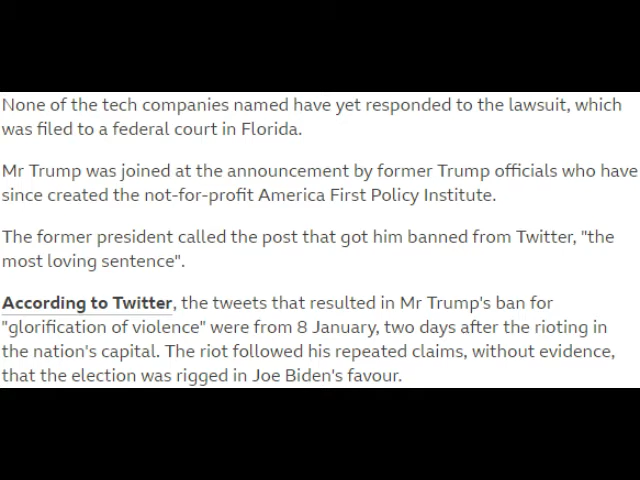 None of the tech companies named have yet responded to the lawsuit, which
was filed to a federal court in Florida.
Mr Trump was joined at the announcement by former Trump officials who have
since created the not-for-profit America First Policy Institute.
The former president called the post that got him banned from Twitter, "the
most loving sentence".
According to Twitter, the tweets that resulted in Mr Trump's ban for
"glorification of violence" were from 8 January, two days after the rioting in
the nation's capital. The riot followed his repeated claims, without evidence,
that the election was rigged in Joe Biden's favour.